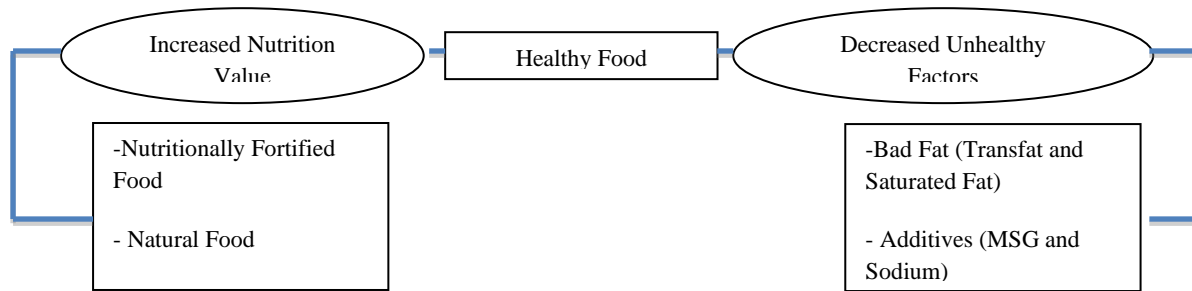 Increased Nutrition
Value
Healthy Food
Decreased Unhealthy
Factors
-Nutritionally Fortified
Food
- Natural Food
-Bad Fat (Transfat and
Saturated Fat)
- Additives (MSG and
Sodium)